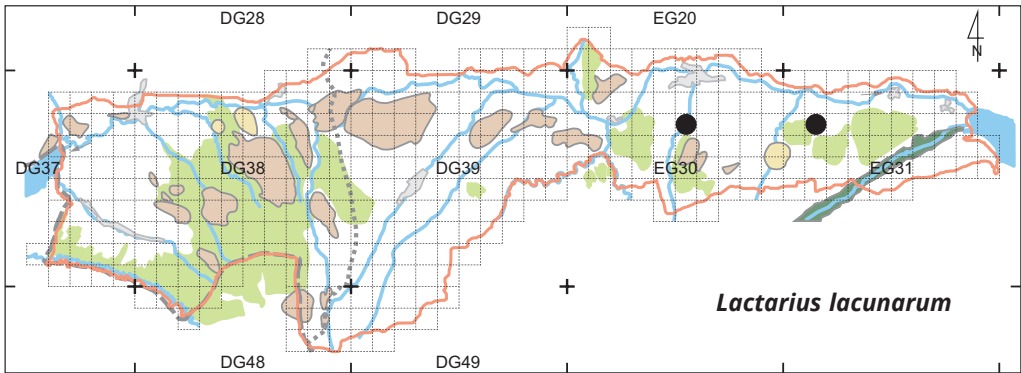 DG28 DG29 EG20
N
DG37 DG38 DG39 EG30 EG31
Lactarius lacunarum
DG48 DG49